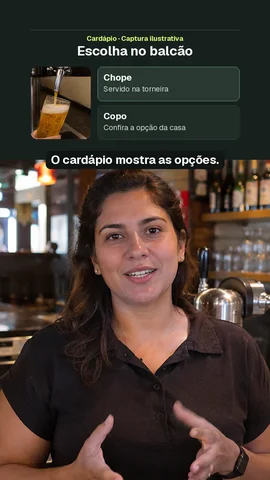 Cardápio · Captura ilustrativa
Escolha no balcão
Chope
Servido na torneira
Copo
Confira a opção da casa
O cardápio mostra as opções.